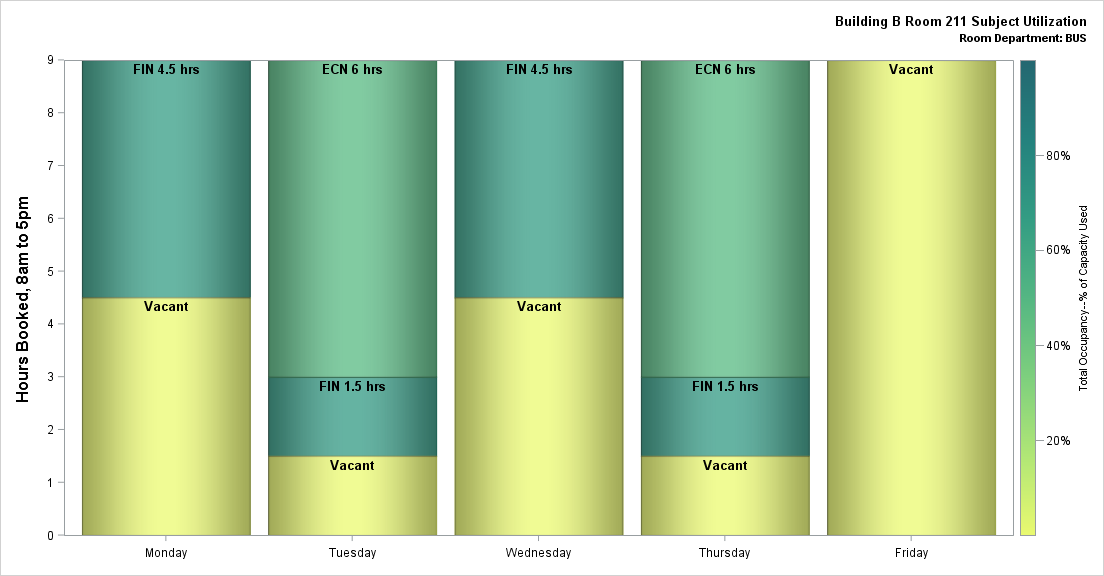 Building B Room 211 Subject Utilization
Room Department: BUS
Hours Booked, 8am to 5pm
9
8
7
6
5
4
3
2
1
0
FIN 4.5 hrs
Vacant
ECN 6 hrs
FIN 1.5 hrs
Vacant
FIN 4.5 hrs
Vacant
ECN 6 hrs
FIN 1.5 hrs
Vacant
Vacant
Monday
Tuesday
Wednesday
Thursday
Friday
80%
60%
40%
20%
Total Occupancy--% of Capacity Used